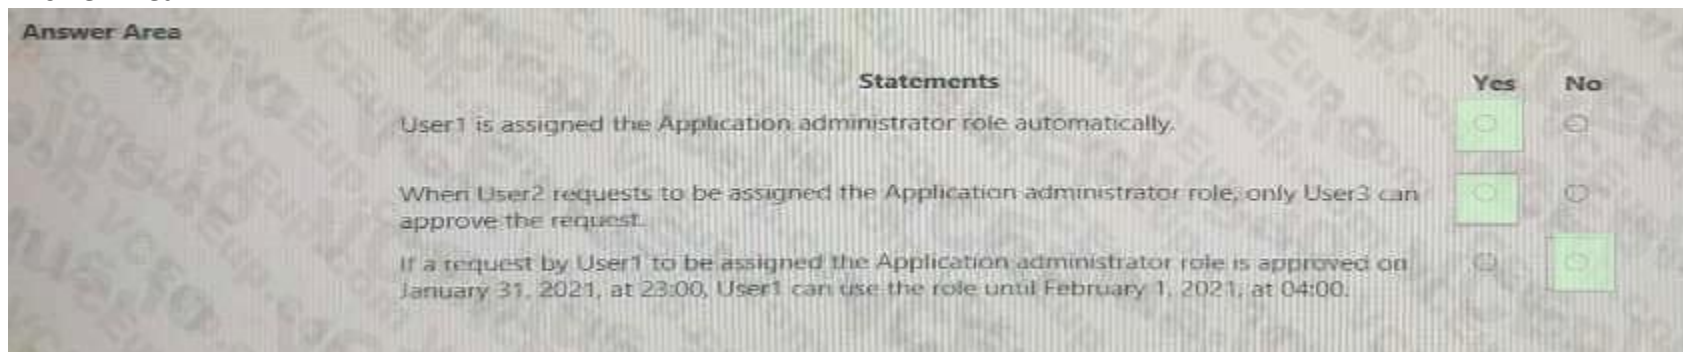 Answer Area
Statements Yes No
User1 is assigned the Application administrator role automatically.
When User2 requests to be assigned the Application administrator role, only User3 can
approve the request.
If a request by User1 to be assigned the Application administrator role is approved on
January 31, 2021, at 23:00, User1 can use the role until February 1, 2021, at 04:00.